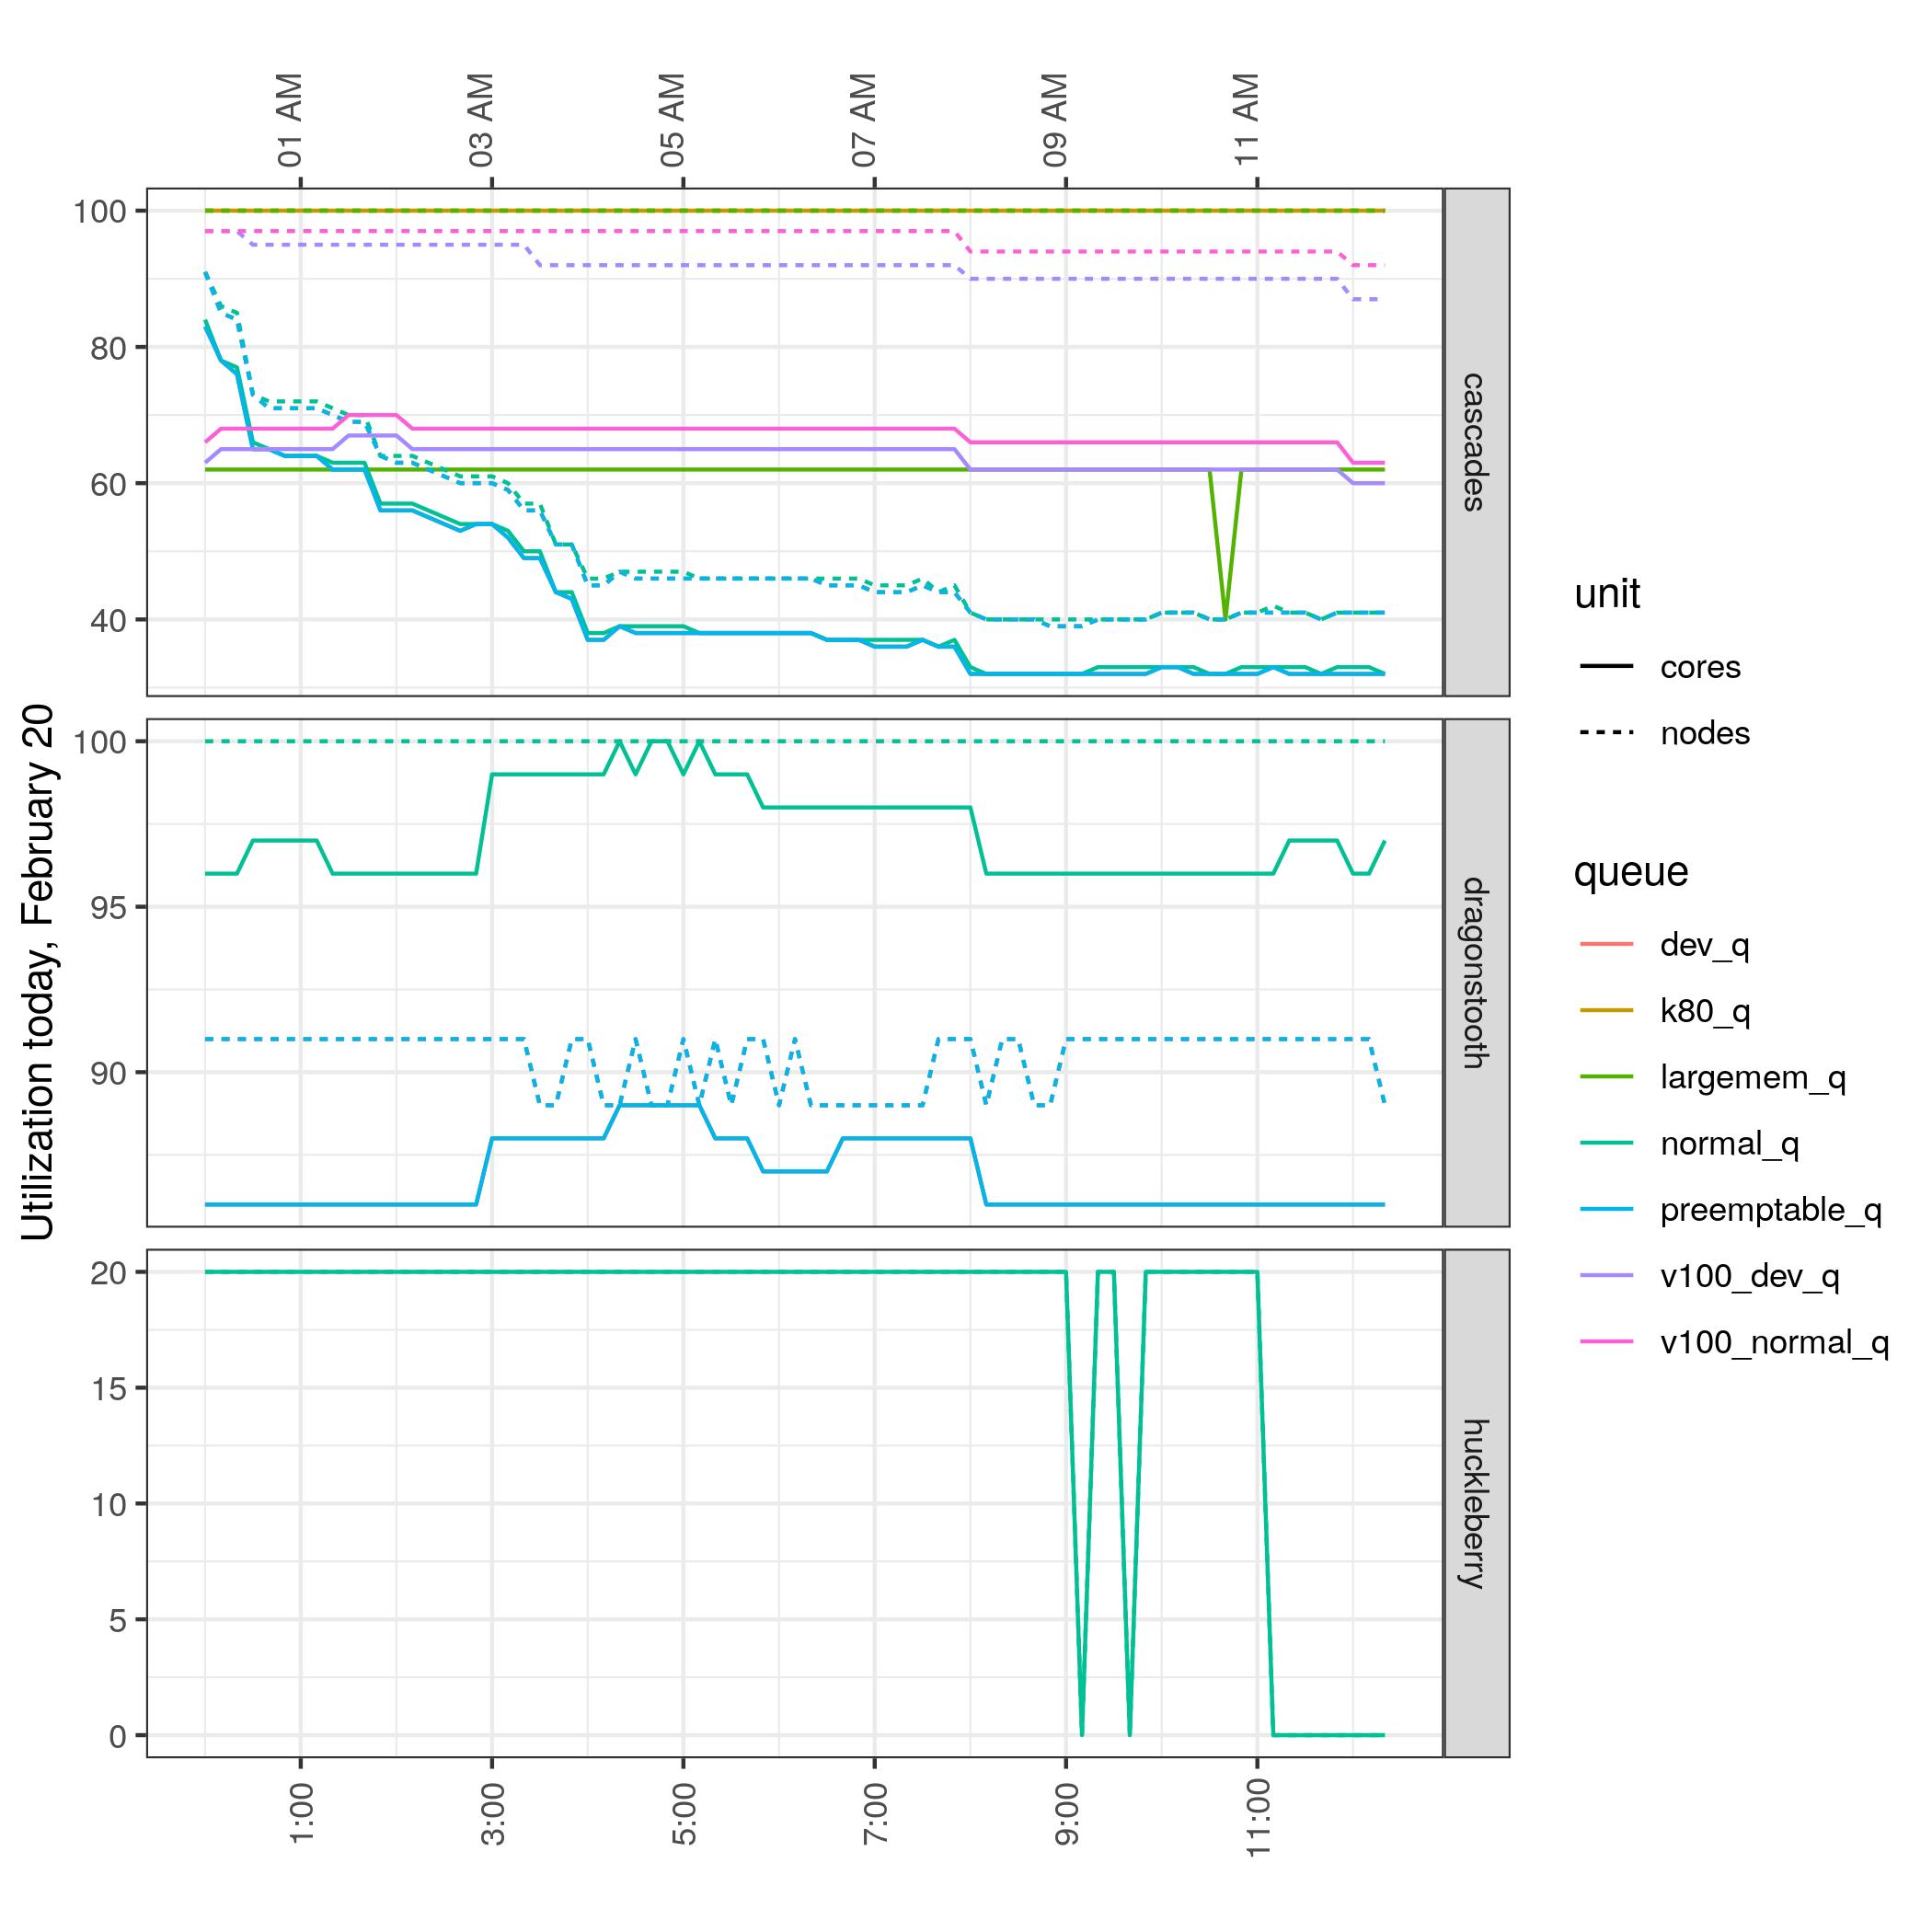 01 AM
03 AM
05 AM
07 AM
09 AM
11 AM
100
80
60
40
cascades
Utilization today, February 20
100
95
90
dragonstooth
20
15
10
5
0
huckleberry
1:00
3:00
5:00
7:00
9:00
11:00
unit
cores
nodes
queue
dev_q
k80_q
largemem_q
normal_q
preemptable_q
v100_dev_q
v100_normal_q